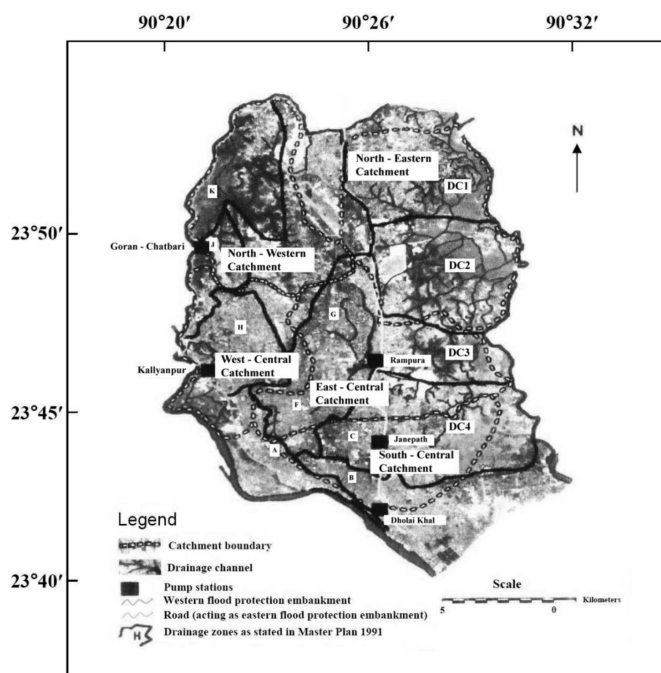 90°20′ 90°26′ 90°32′
N
North - Eastern
Catchment
DC1
K
23°50′
Goran - Chatbari
J
North - Western
Catchment
DC2
G
H
Rampura
DC3
Kallyanpur
West - Central
Catchment
East - Central
Catchment
23°45′
F
DC4
C
Janepath
A
South - Central
Catchment
B
Dholai Khal
Legend
Catchment boundary
Drainage channel
23°40′
Pump stations
Western flood protection embankment
Road (acting as eastern flood protection embankment)
H
Drainage zones as stated in Master Plan 1991
Scale
Kilometers
5 0